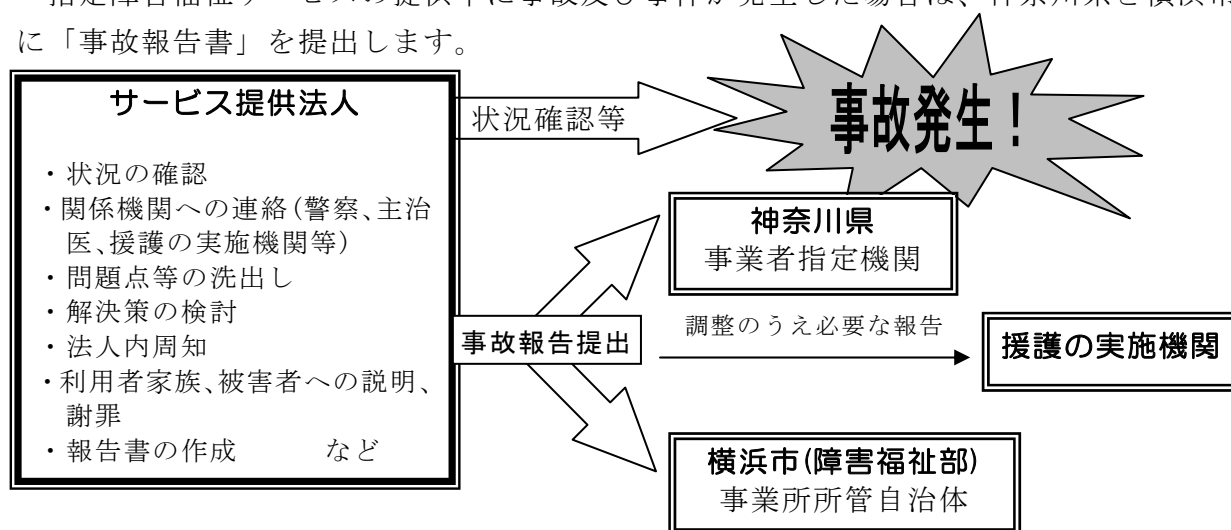 に「事故報告書」を提出します。
サービス提供法人
・状況の確認
・関係機関への連絡(警察、主治
医、援護の実施機関等)
・問題点等の洗出し
・解決策の検討
・法人内周知
・利用者家族、被害者への説明、
謝罪
・報告書の作成　　　など
状況確認等
事故発生!
神奈川県
事業者指定機関
事故報告提出
調整のうえ必要な報告
援護の実施機関
横浜市(障害福祉部)
事業所所管自治体